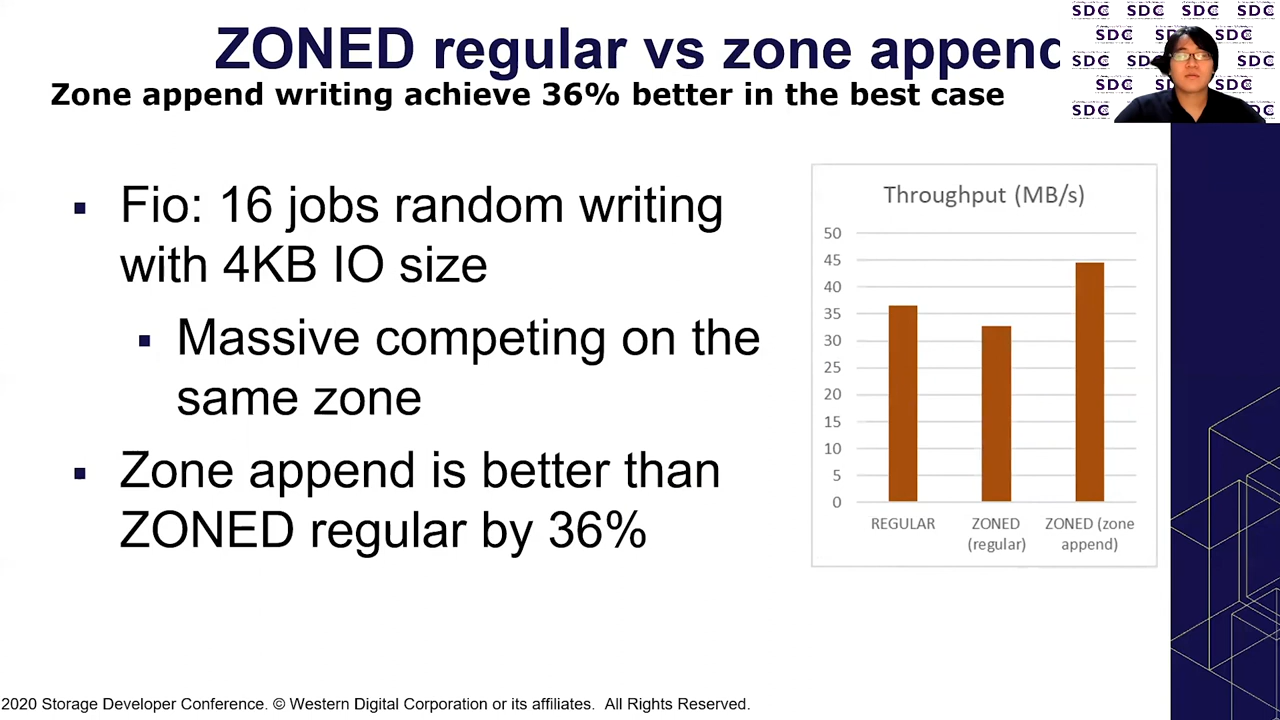 ZONED regular vs zone append
Zone append writing achieve 36% better in the best case
SDC SDC SDC
SDC SDC SDC
SDC SDC
SDC SDC
SDC SDC
▪ Fio: 16 jobs random writing
with 4KB IO size
▪ Massive competing on the
same zone
▪ Zone append is better than
ZONED regular by 36%
Throughput (MB/s)
50
45
40
35
30
25
20
15
10
5
0
REGULAR
ZONED
(regular)
ZONED (zone
append)
2020 Storage Developer Conference. © Western Digital Corporation or its affiliates. All Rights Reserved.